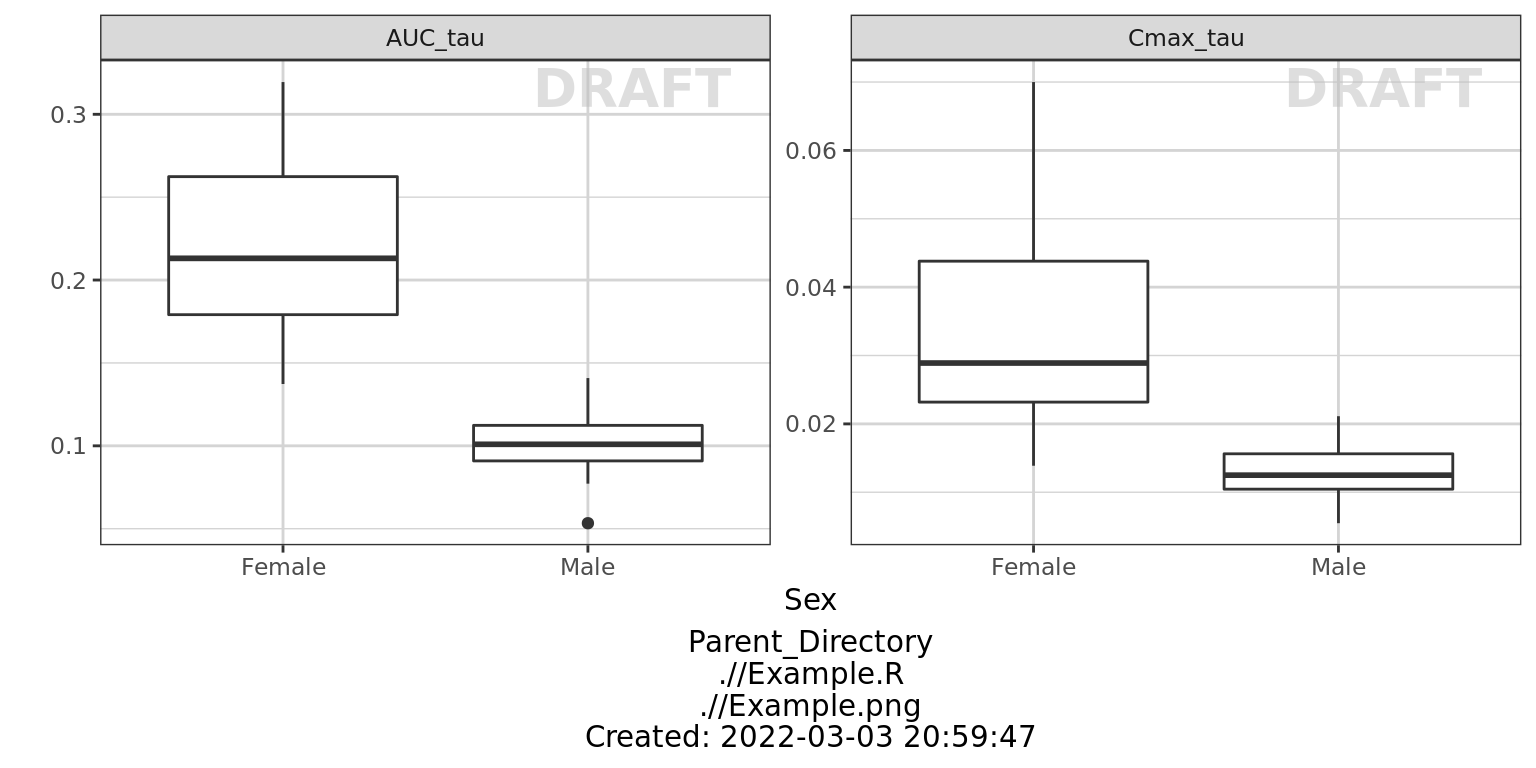 AUC_tau
Cmax_tau
DRAFT
DRAFT
0.3
0.2
0.1
0.06
0.04
0.02
Female
Male
Female
Male
Sex
Parent_Directory
.//Example.R
.//Example.png
Created: 2022-03-03 20:59:47